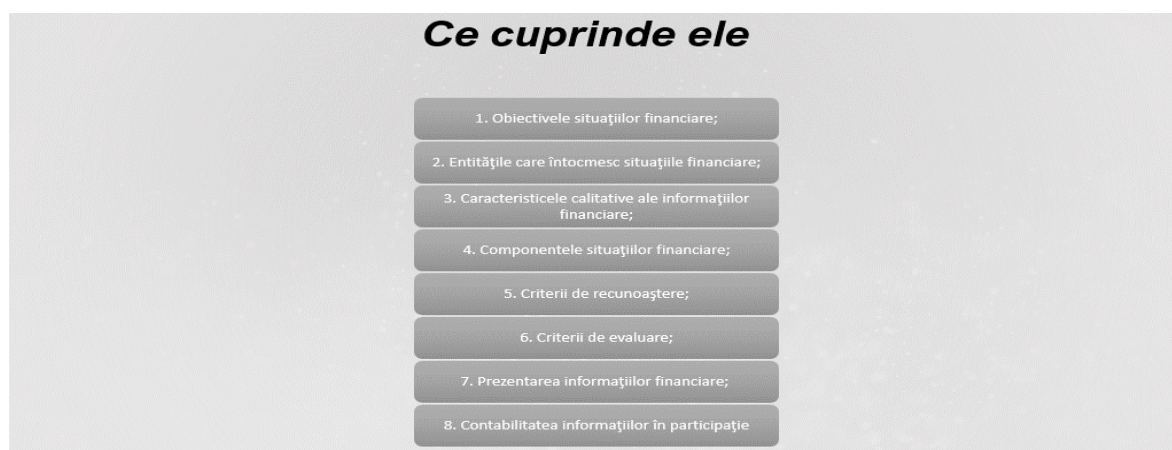 Ce cuprinde ele
1. Obiectivele situaţiilor financiare;
2. Entităţile care întocmesc situaţiile financiare;
3. Caracteristicele calitative ale informaţiilor
financiare;
4. Componentele situaţiilor financiare;
5. Criterii de recunoaştere;
6. Criterii de evaluare;
7. Prezentarea informaţiilor financiare;
8. Contabilitatea informaţiilor în participaţie